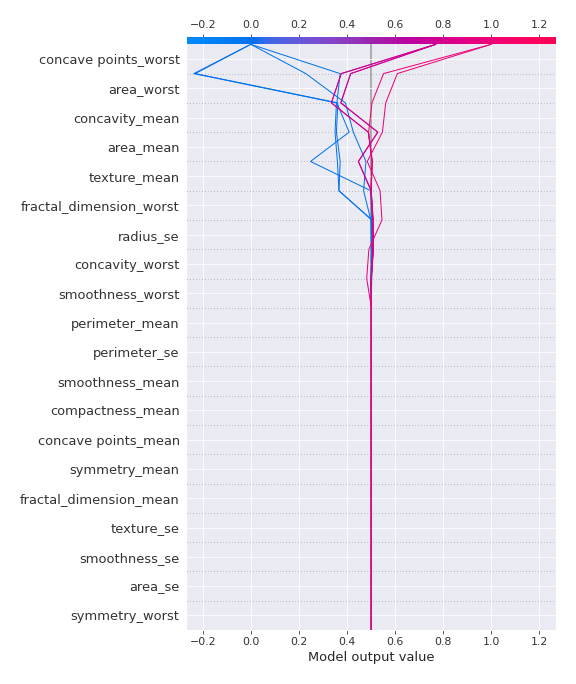 −0.2 0.0 0.2 0.4 0.6 0.8 1.0 1.2
concave points_worst
area_worst
concavity_mean
area_mean
texture_mean
fractal_dimension_worst
radius_se
concavity_worst
smoothness_worst
perimeter_mean
perimeter_se
smoothness_mean
compactness_mean
concave points_mean
symmetry_mean
fractal_dimension_mean
texture_se
smoothness_se
area_se
symmetry_worst
−0.2 0.0 0.2 0.4 0.6 0.8 1.0 1.2
Model output value